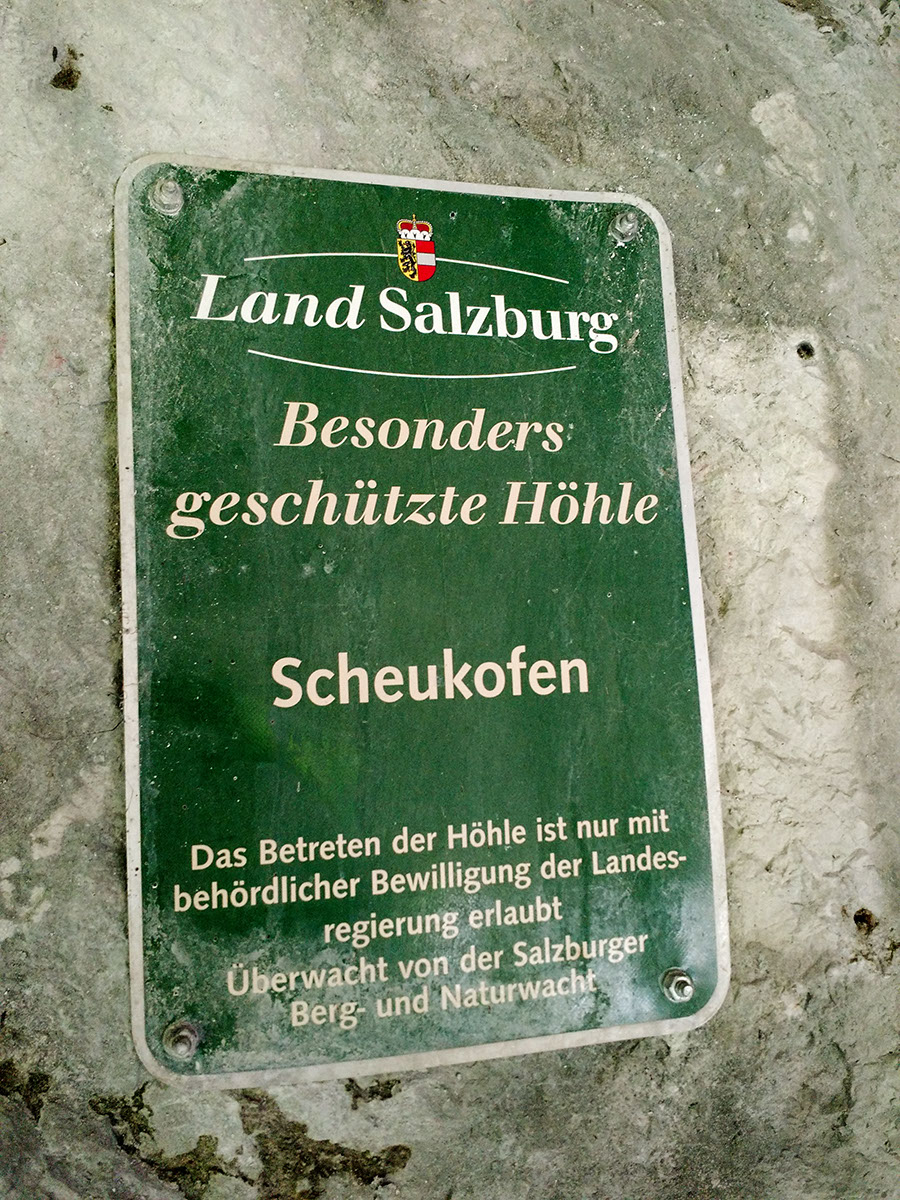 Land Salzburg
Besonders
geschützte Höhle
Scheukofen
Das Betreten der Höhle ist nur mit
behördlicher Bewilligung der Landes-
regierung erlaubt
Überwacht von der Salzburger
Berg- und Naturwacht